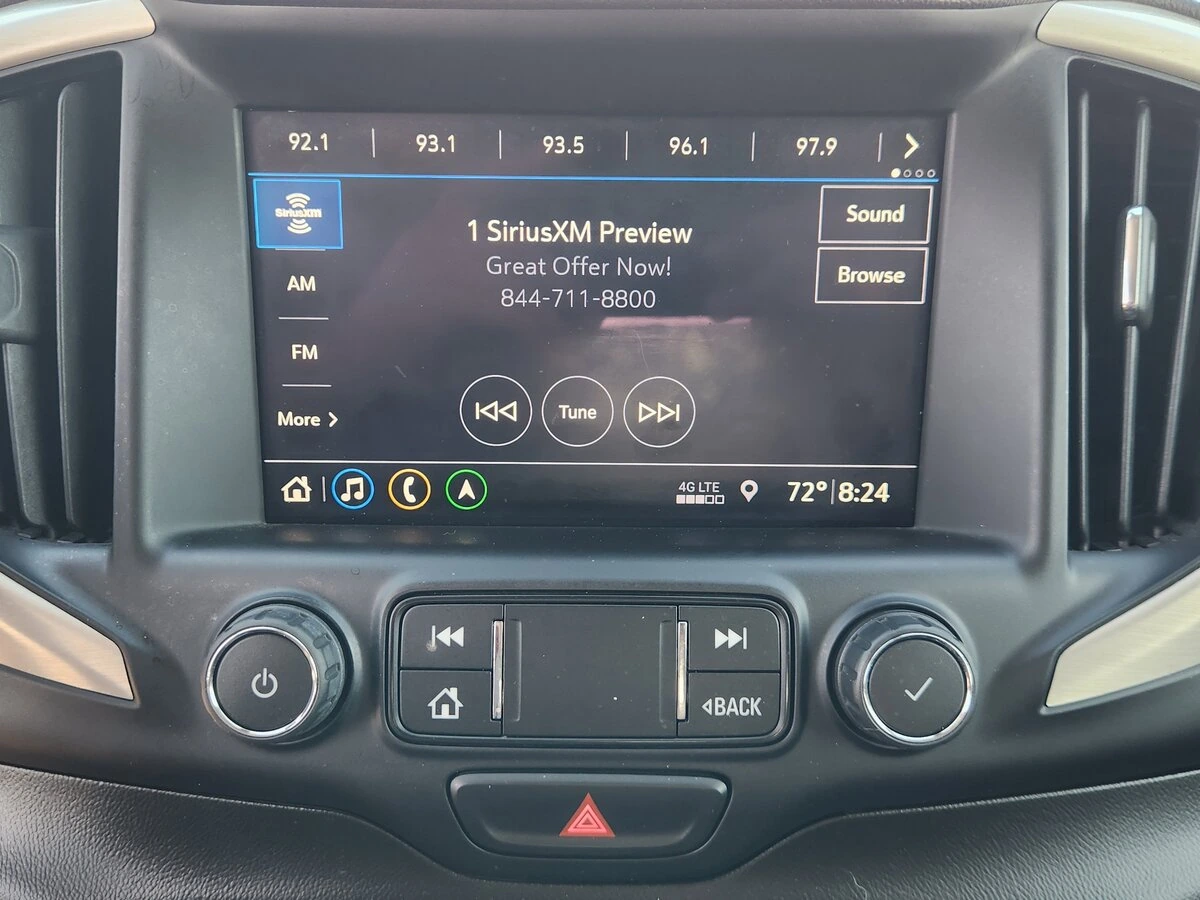 92.1 | 93.1 | 93.5 | 96.1 | 97.9
SiriusXM
1 SiriusXM Preview
Sound
Great Offer Now!
Browse
AM
844-711-8800
FM
More
Tune
4G LTE
72° | 8:24
BACK